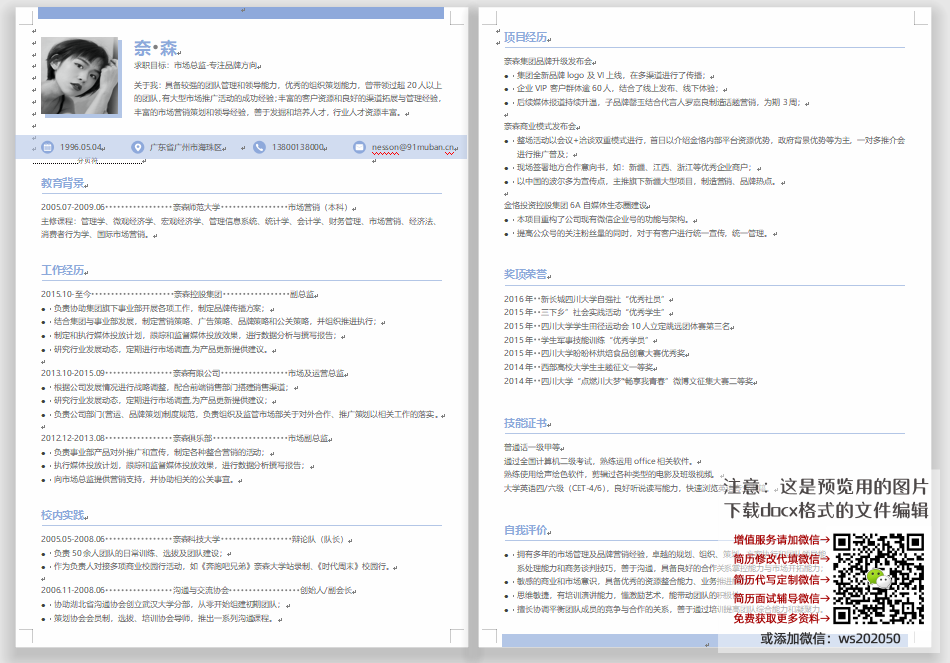 奈·森
求职目标：市场总监-专注品牌方向
关于我：具备较强的团队管理和领导能力，优秀的组织策划能力，曾带领过超 20 人以上
的团队,有大型市场推广活动的成功经验;丰富的客户资源和良好的渠道拓展与管理经验，
丰富的市场营销策划和领导经验，善于发掘和培养人才，行业人才资源丰富。
1996.05.04
广东省广州市海珠区
13800138000
nesson@91muban.cn
分页符
教育背景
2005.07-2009.06 奈森师范大学 市场营销（本科）
主修课程：管理学、微观经济学、宏观经济学、管理信息系统、统计学、会计学、财务管理、市场营销、经济法、
消费者行为学、国际市场营销。
工作经历
2015.10-至今 奈森控股集团 副总监
负责协助集团旗下事业部开展各项工作，制定品牌传播方案；
结合集团与事业部发展，制定营销策略、广告策略、品牌策略和公关策略，并组织推进执行；
制定和执行媒体投放计划，跟踪和监督媒体投放效果，进行数据分析与撰写报告；
研究行业发展动态，定期进行市场调查,为产品更新提供建议。
2013.10-2015.09 奈森有限公司 市场及运营总监
根据公司发展情况进行战略调整，配合前端销售部门搭建销售渠道；
研究行业发展动态，定期进行市场调查,为产品更新提供建议；
负责公司部门(营运、品牌策划)制度规范，负责组织及监管市场部关于对外合作、推广策划以相关工作的落实。
2012.12-2013.08 奈森俱乐部 市场副总监
负责事业部产品对外推广和宣传，制定各种整合营销的活动；
执行媒体投放计划，跟踪和监督媒体投放效果，进行数据分析撰写报告；
向市场总监提供营销支持，并协助相关的公关事宜。
校内实践
2005.05-2008.06 奈森科技大学 辩论队（队长）
负责 50 余人团队的日常训练、选拔及团队建设；
作为负责人对接多项商业校园行活动，如《奔跑吧兄弟》奈森大学站录制、《时代周末》校园行。
2006.11-2008.06 沟通与交流协会 创始人/副会长
协助湖北省沟通协会创立武汉大学分部，从零开始组建初期团队；
策划协会会员制，选拔、培训协会导师，推出一系列沟通课程。
项目经历
奈森集团品牌升级发布会
集团全新品牌 logo 及 VI 上线，在多渠道进行了传播；
企业 VIP 客户群体逾 60 人，结合了线上发布、线下体验；
后续媒体报道持续升温，子品牌 鳌玉结合代言人罗嘉良制造话题营销，为期 3 周；
奈森商业模式发布会
整场活动以会议+洽谈双重模式进行，首日以介绍金恪内部平台资源优势，政府背景优势等为主，一对多推介会
进行推广普及；
现场签署地方合作意向书，如：新疆、江西、浙江等优秀企业商户；
以中国的波尔多为宣传点，主推旗下新疆大型项目，制造营销、品牌热点。
金恪投资控股集团 6A 自媒体生态圈建设
本项目重构了公司现有微信企业号的功能与架构。
提高公众号的关注粉丝量的同时，对于有客户进行统一宣传，统一管理。
奖项荣誉
2016 年 新长城四川大学自强社“优秀社员”
2015 年 三下乡”社会实践活动“优秀学生”
2015 年 四川大学学生田径运动会 10 人立定跳远团体赛第三名
2015 年 学生军事技能训练“优秀学员”
2015 年 四川大学盼盼杯烘焙食品创意大赛优秀奖
2014 年 西部高校大学生主题征文一等奖
2014 年 四川大学“点燃川大梦”畅享我青春”微博文征集大赛二等奖
技能证书
普通话一级甲等
通过全国计算机二级考试，熟练运用 office 相关软件。
熟练使用绘声绘色软件，剪辑过各种类型的电影及班级视频。
大学英语四/六级（CET-4/6），良好听说读写能力，快速浏览
自我评价
拥有多年的市场管理及品牌营销经验，卓越的规划、组织、
系处理能力和商务谈判技巧，善于沟通，具备良好的合作关系掌控能力与市场开拓能力；
敏感的商业和市场意识，具备优秀的资源整合能力、业务推进
思维敏捷，有培训演讲能力，懂激励艺术，能带动团队的积极
擅长协调平衡团队成员的竞争与合作的关系，善于通过培训提高团队综合能力和凝聚力。
注意：这是预览用的图片
下载docx格式的文件编辑
增值服务请加微信→
简历修改代填微信→
简历代写定制微信→
简历面试辅导微信→
免费获取更多资料→
或添加微信：ws202050